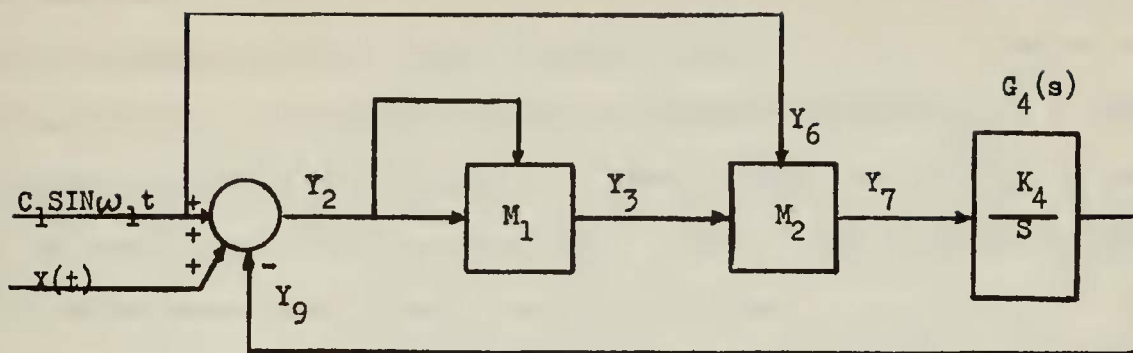 G₄(s)
Y₆
C₁SINω₁t
+
Y₂
M₁
Y₃
M₂
Y₇
K₄
S
+
+
X(t)
-
Y₉